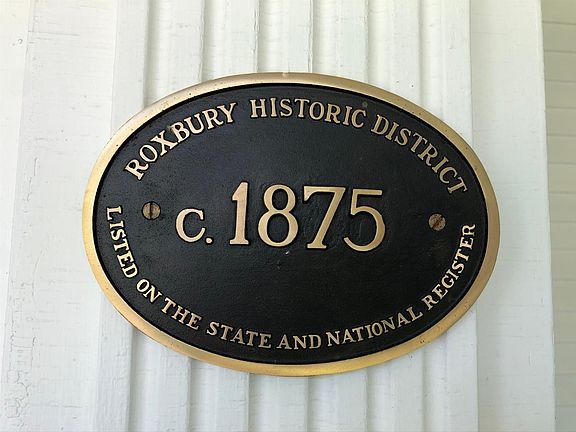 ROXBURY HISTORIC DISTRICT
C. 1875
LISTED ON THE STATE AND NATIONAL REGISTER